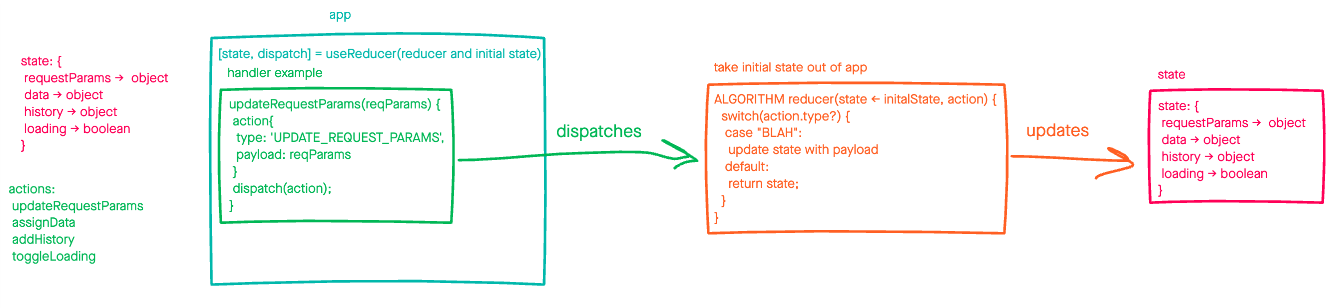 app
state: {
requestParams → object
data → object
history → object
loading → boolean
}
actions:
updateRequestParams
assignData
addHistory
toggleLoading
[state, dispatch] = useReducer(reducer and initial state)
handler example
updateRequestParams(reqParams) {
action{
type: 'UPDATE_REQUEST_PARAMS',
payload: reqParams
}
dispatch(action);
}
dispatches
take initial state out of app
ALGORITHM reducer(state ← initalState, action) {
switch(action.type?) {
case "BLAH":
update state with payload
default:
return state;
}
}
updates
state
state: {
requestParams → object
data → object
history → object
loading → boolean
}